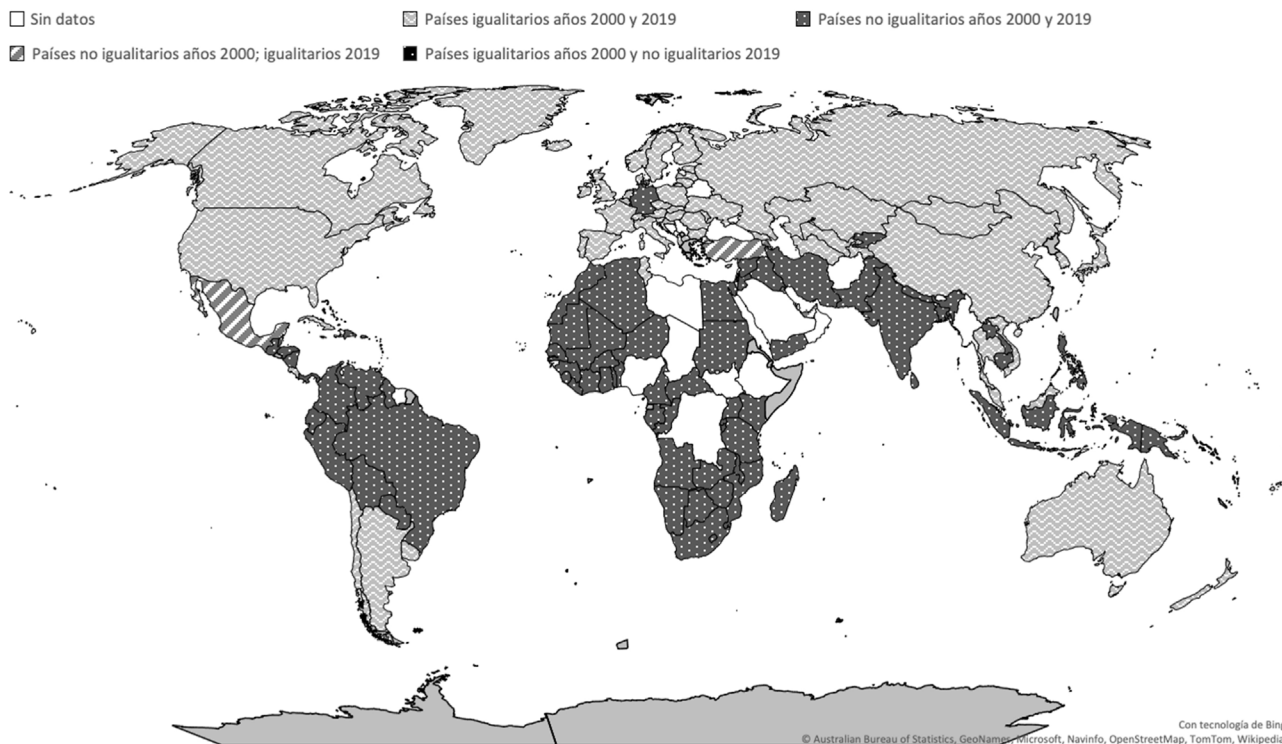 Sin datos
Países igualitarios años 2000 y 2019
Países no igualitarios años 2000 y 2019
Países no igualitarios años 2000; igualitarios 2019
Países igualitarios años 2000 y no igualitarios 2019
Con tecnología de Bing
© Australian Bureau of Statistics, GeoNames, Microsoft, Navinfo, OpenStreetMap, TomTom, Wikipedia